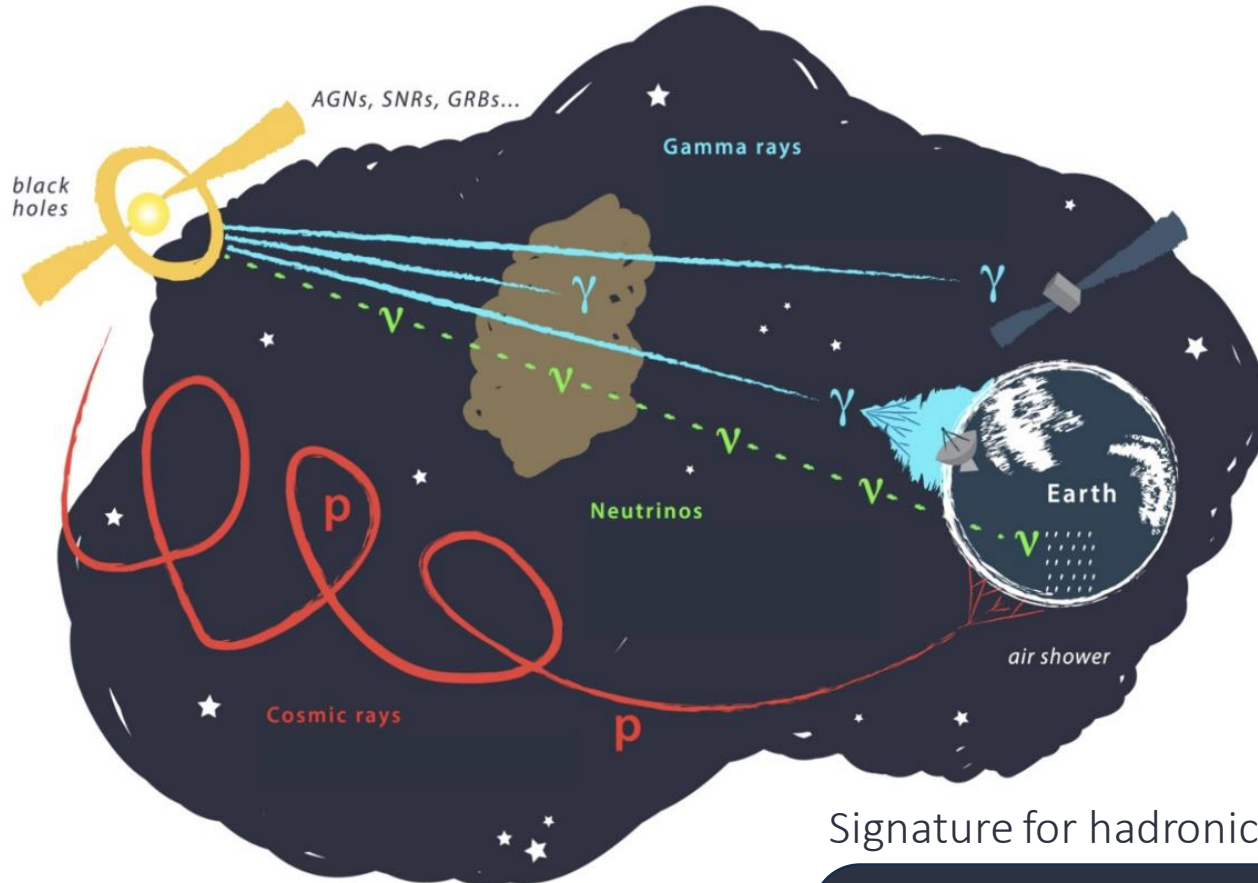 AGNs, SNRs, GRBs...
black
holes
Gamma rays
γ
γ
γ
ν
ν
ν
ν
ν
Neutrinos
Earth
p
air shower
Cosmic rays
p
Signature for hadronic